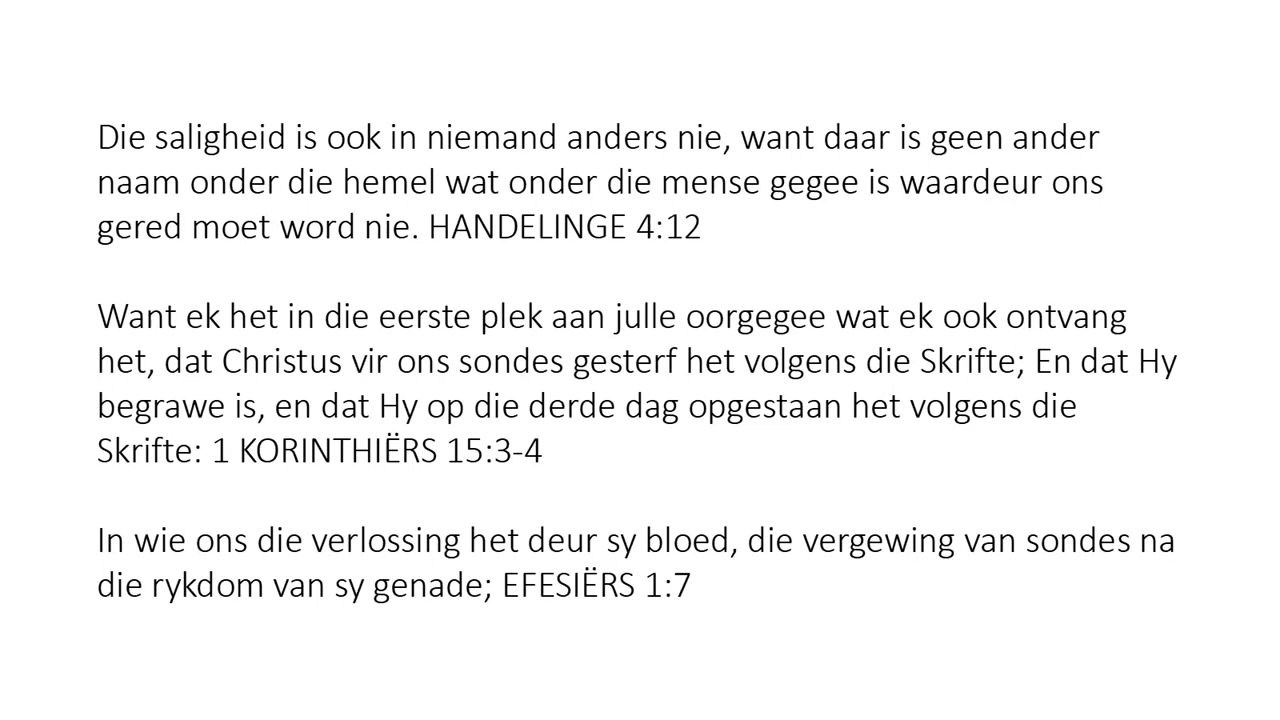 Die saligheid is ook in niemand anders nie, want daar is geen ander
naam onder die hemel wat onder die mense gegee is waardeur ons
gered moet word nie. HANDELINGE 4:12
Want ek het in die eerste plek aan julle oorgegee wat ek ook ontvang
het, dat Christus vir ons sondes gesterf het volgens die Skrifte; En dat Hy
begrawe is, en dat Hy op die derde dag opgestaan het volgens die
Skrifte: 1 KORINTHIËRS 15:3-4
In wie ons die verlossing het deur sy bloed, die vergewing van sondes na
die rykdom van sy genade; EFESIËRS 1:7